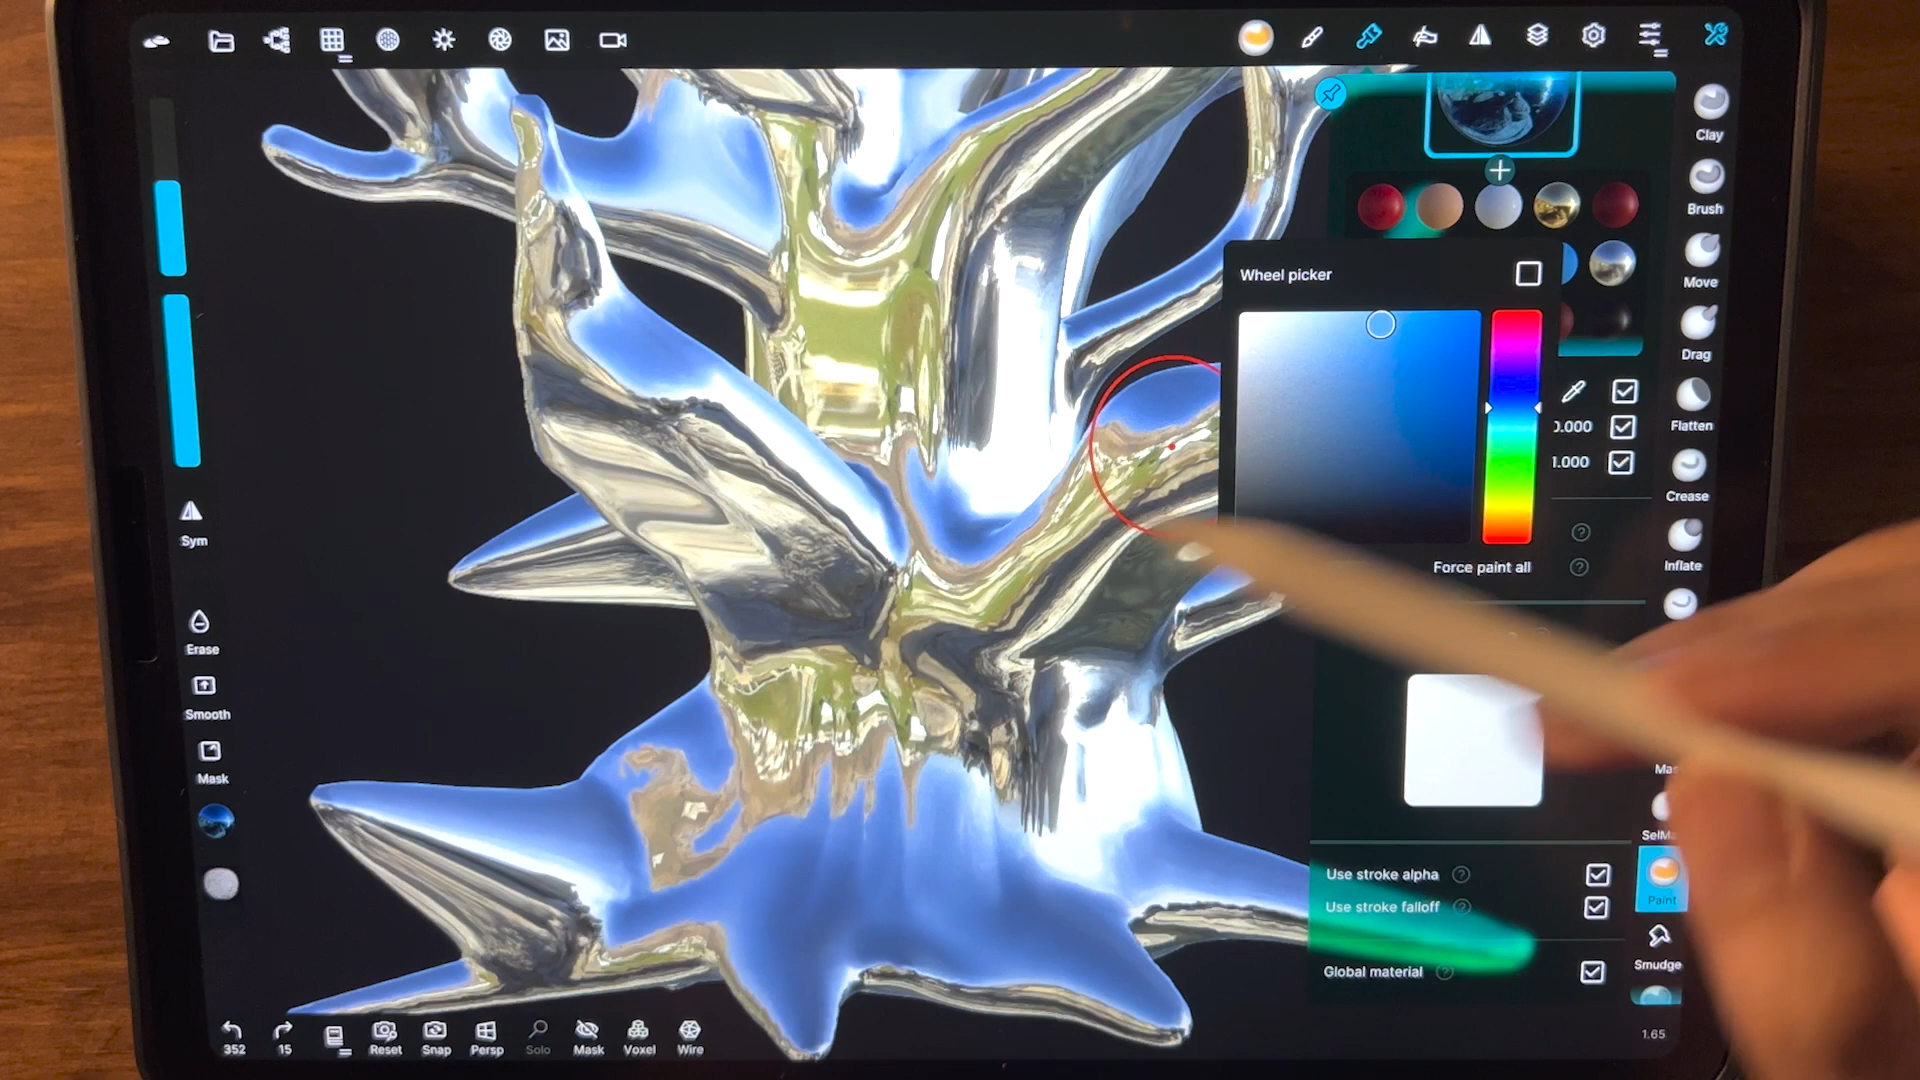 Clay
Brush
Move
Drag
Flatten
Crease
Inflate
SelMa
Paint
Smudge
1.65
Wheel picker
0.000
1.000
Force paint all
Use stroke alpha
Use stroke falloff
Global material
Sym
Erase
Smooth
Mask
352
15
Reset
Snap
Persp
Solo
Mask
Voxel
Wire